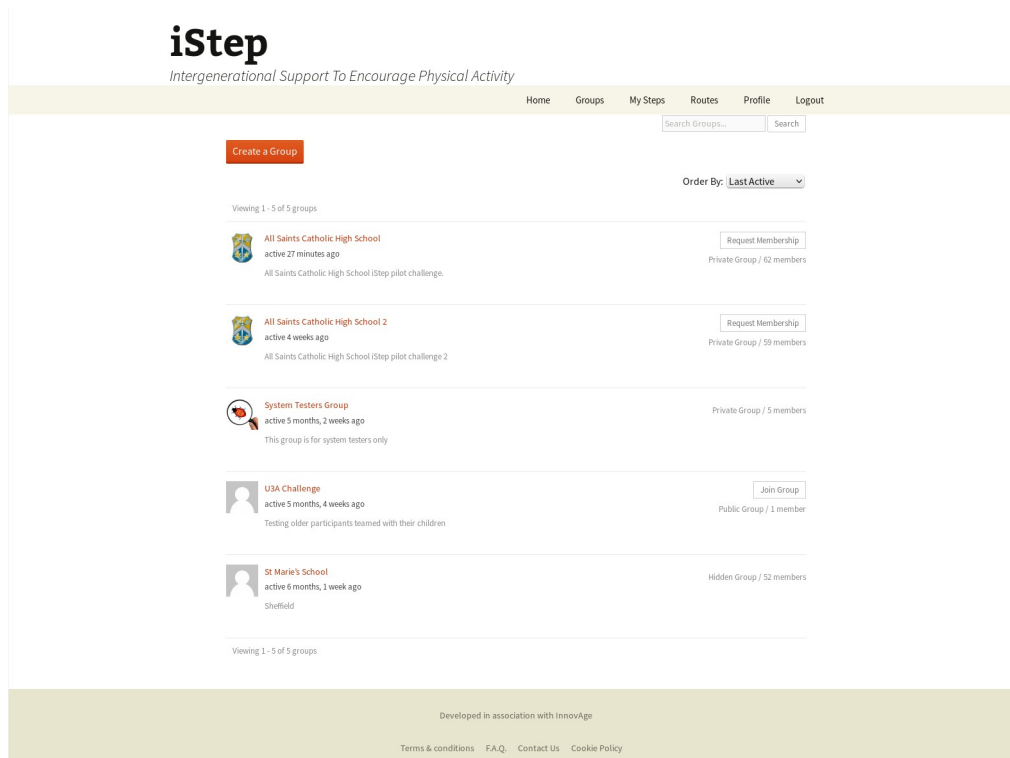 iStep
Intergenerational Support To Encourage Physical Activity
Home Groups My Steps Routes Profile Logout
Search Groups... Search
Create a Group
Order By: Last Active
Viewing 1 - 5 of 5 groups
All Saints Catholic High School
Request Membership
active 27 minutes ago
Private Group / 62 members
All Saints Catholic High School iStep pilot challenge.
All Saints Catholic High School 2
Request Membership
active 4 weeks ago
Private Group / 59 members
All Saints Catholic High School iStep pilot challenge 2
System Testers Group
Private Group / 5 members
active 5 months, 2 weeks ago
This group is for system testers only
U3A Challenge
Join Group
active 5 months, 4 weeks ago
Public Group / 1 member
Testing older participants teamed with their children
St Marie's School
Hidden Group / 52 members
active 6 months, 1 week ago
Sheffield
Viewing 1 - 5 of 5 groups
Developed in association with InnovAge
Terms & conditions F.A.Q. Contact Us Cookie Policy